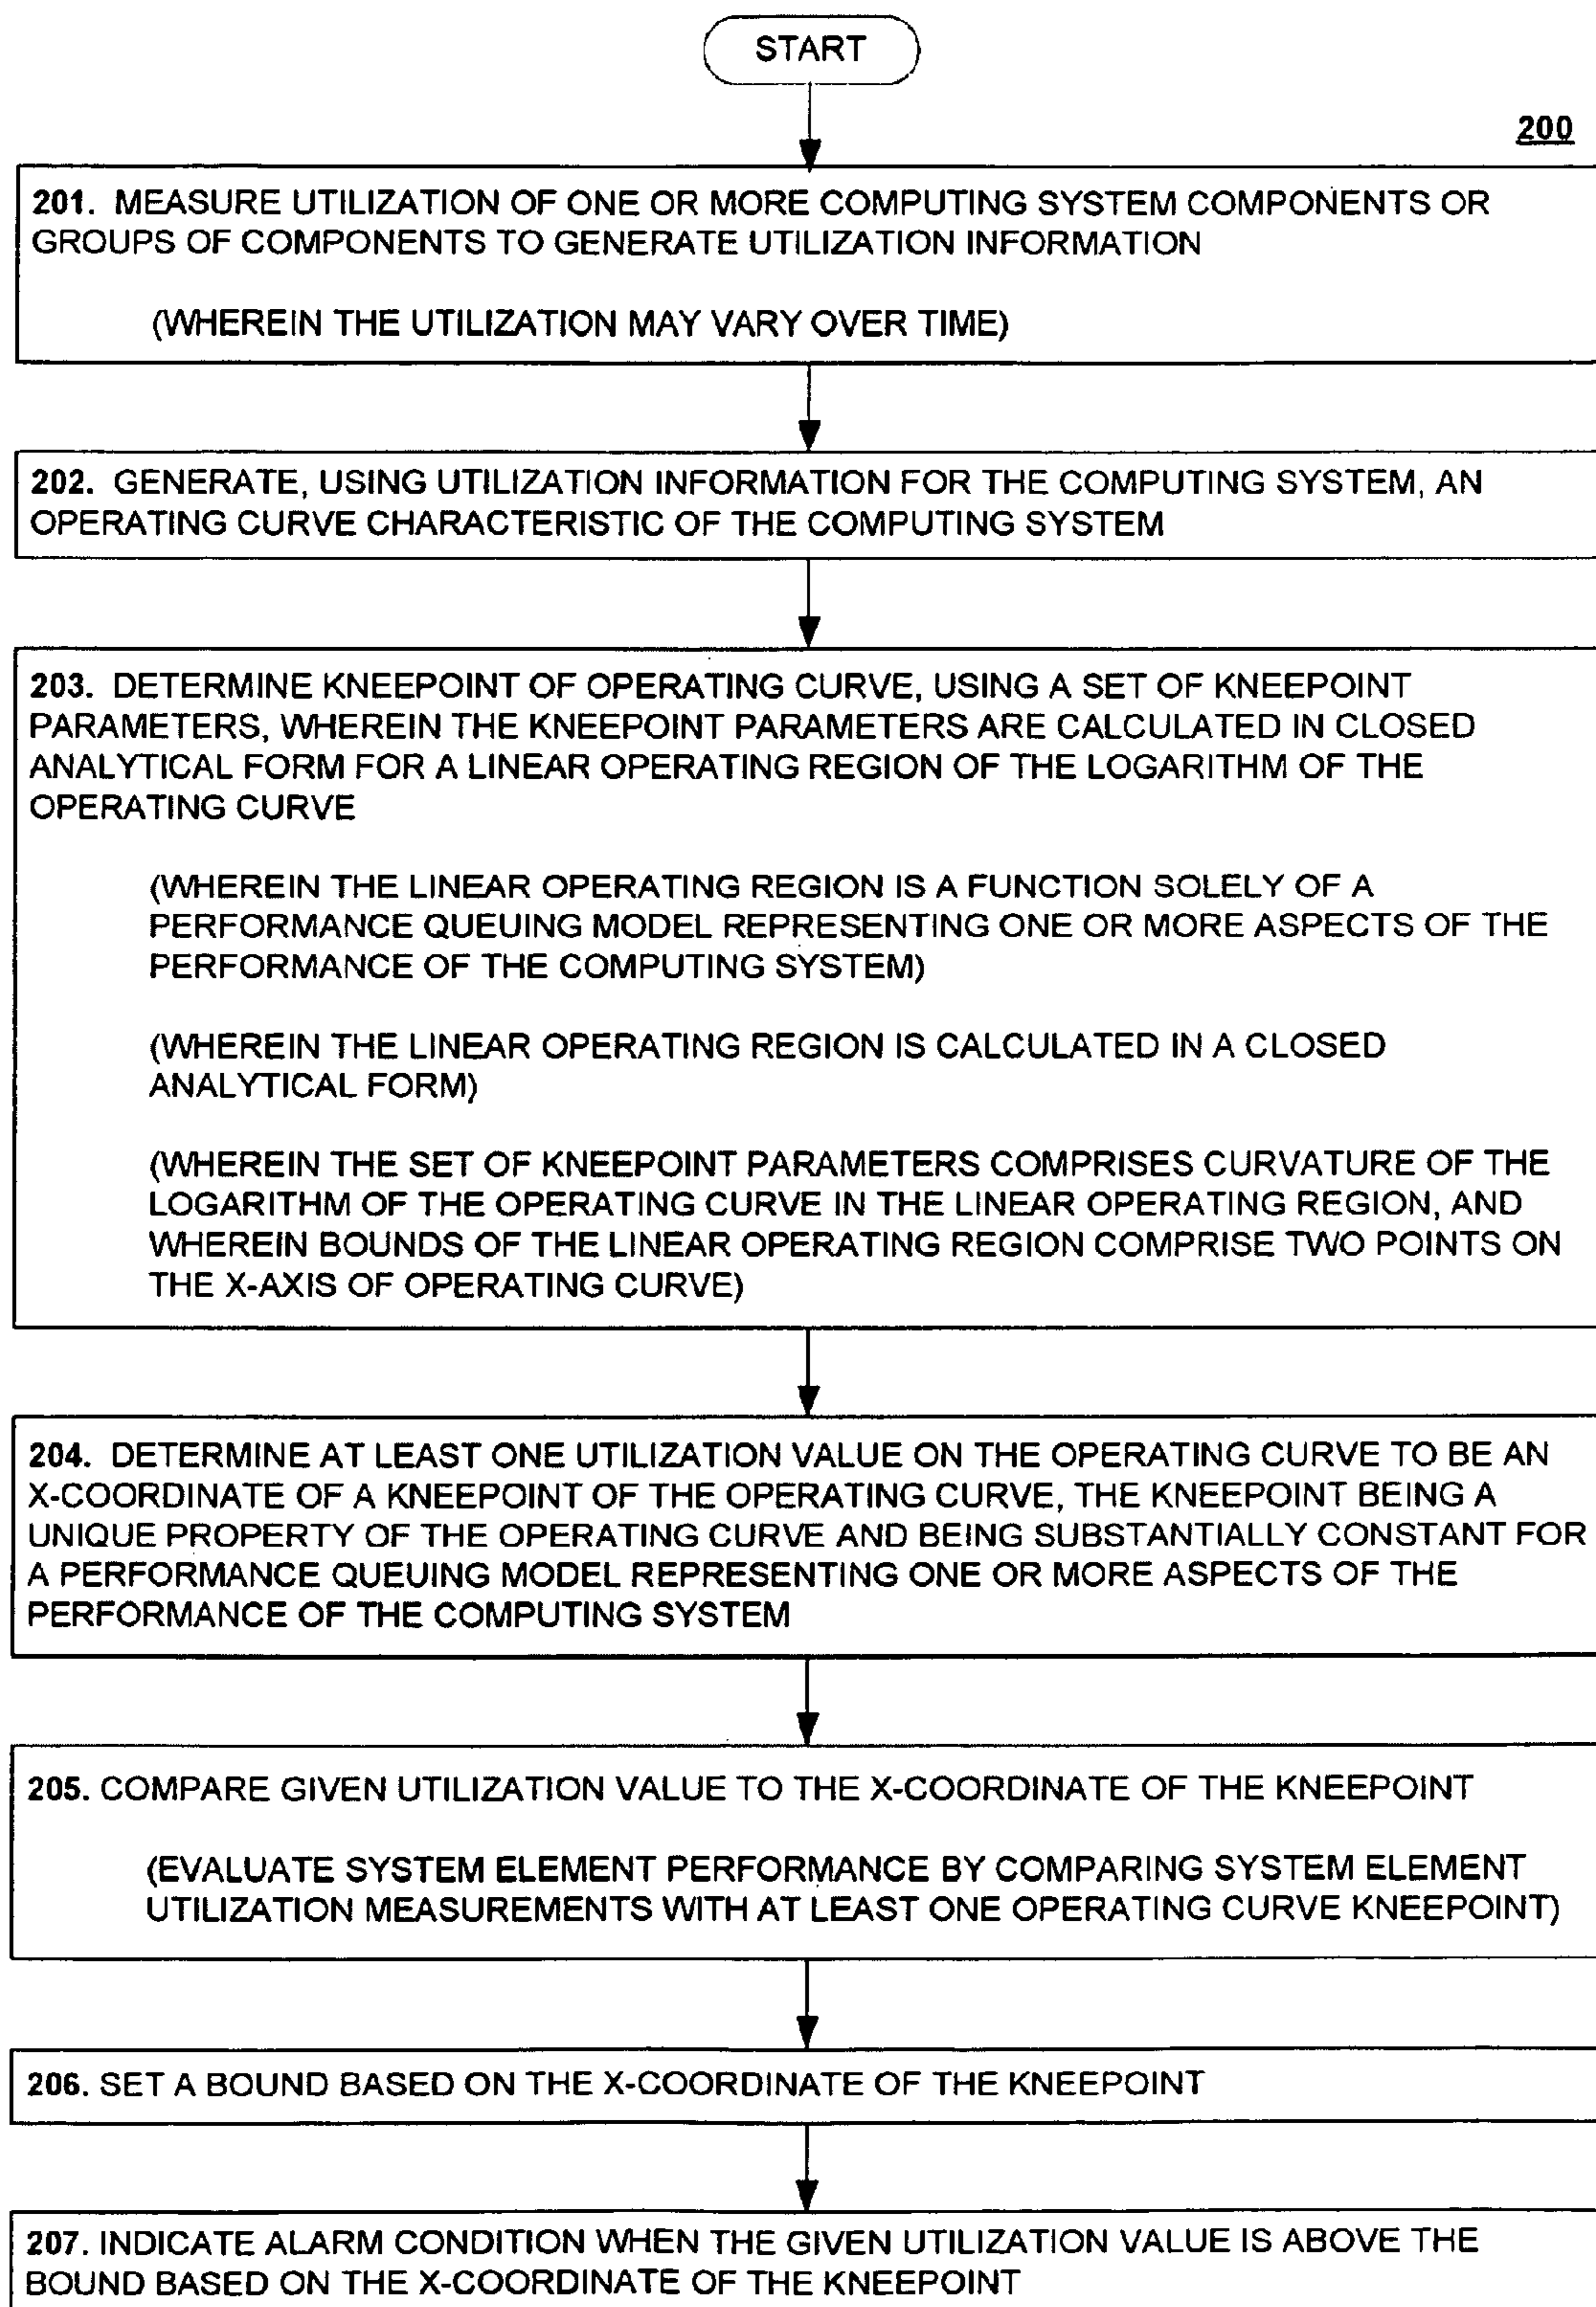 START
200
201. MEASURE UTILIZATION OF ONE OR MORE COMPUTING SYSTEM COMPONENTS OR
GROUPS OF COMPONENTS TO GENERATE UTILIZATION INFORMATION
(WHEREIN THE UTILIZATION MAY VARY OVER TIME)
202. GENERATE, USING UTILIZATION INFORMATION FOR THE COMPUTING SYSTEM, AN
OPERATING CURVE CHARACTERISTIC OF THE COMPUTING SYSTEM
203. DETERMINE KNEEPOINT OF OPERATING CURVE, USING A SET OF KNEEPOINT
PARAMETERS, WHEREIN THE KNEEPOINT PARAMETERS ARE CALCULATED IN CLOSED
ANALYTICAL FORM FOR A LINEAR OPERATING REGION OF THE LOGARITHM OF THE
OPERATING CURVE
(WHEREIN THE LINEAR OPERATING REGION IS A FUNCTION SOLELY OF A
PERFORMANCE QUEUING MODEL REPRESENTING ONE OR MORE ASPECTS OF THE
PERFORMANCE OF THE COMPUTING SYSTEM)
(WHEREIN THE LINEAR OPERATING REGION IS CALCULATED IN A CLOSED
ANALYTICAL FORM)
(WHEREIN THE SET OF KNEEPOINT PARAMETERS COMPRISES CURVATURE OF THE
LOGARITHM OF THE OPERATING CURVE IN THE LINEAR OPERATING REGION, AND
WHEREIN BOUNDS OF THE LINEAR OPERATING REGION COMPRISE TWO POINTS ON
THE X-AXIS OF OPERATING CURVE)
204. DETERMINE AT LEAST ONE UTILIZATION VALUE ON THE OPERATING CURVE TO BE AN
X-COORDINATE OF A KNEEPOINT OF THE OPERATING CURVE, THE KNEEPOINT BEING A
UNIQUE PROPERTY OF THE OPERATING CURVE AND BEING SUBSTANTIALLY CONSTANT FOR
A PERFORMANCE QUEUING MODEL REPRESENTING ONE OR MORE ASPECTS OF THE
PERFORMANCE OF THE COMPUTING SYSTEM
205. COMPARE GIVEN UTILIZATION VALUE TO THE X-COORDINATE OF THE KNEEPOINT
(EVALUATE SYSTEM ELEMENT PERFORMANCE BY COMPARING SYSTEM ELEMENT
UTILIZATION MEASUREMENTS WITH AT LEAST ONE OPERATING CURVE KNEEPOINT)
206. SET A BOUND BASED ON THE X-COORDINATE OF THE KNEEPOINT
207. INDICATE ALARM CONDITION WHEN THE GIVEN UTILIZATION VALUE IS ABOVE THE
BOUND BASED ON THE X-COORDINATE OF THE KNEEPOINT